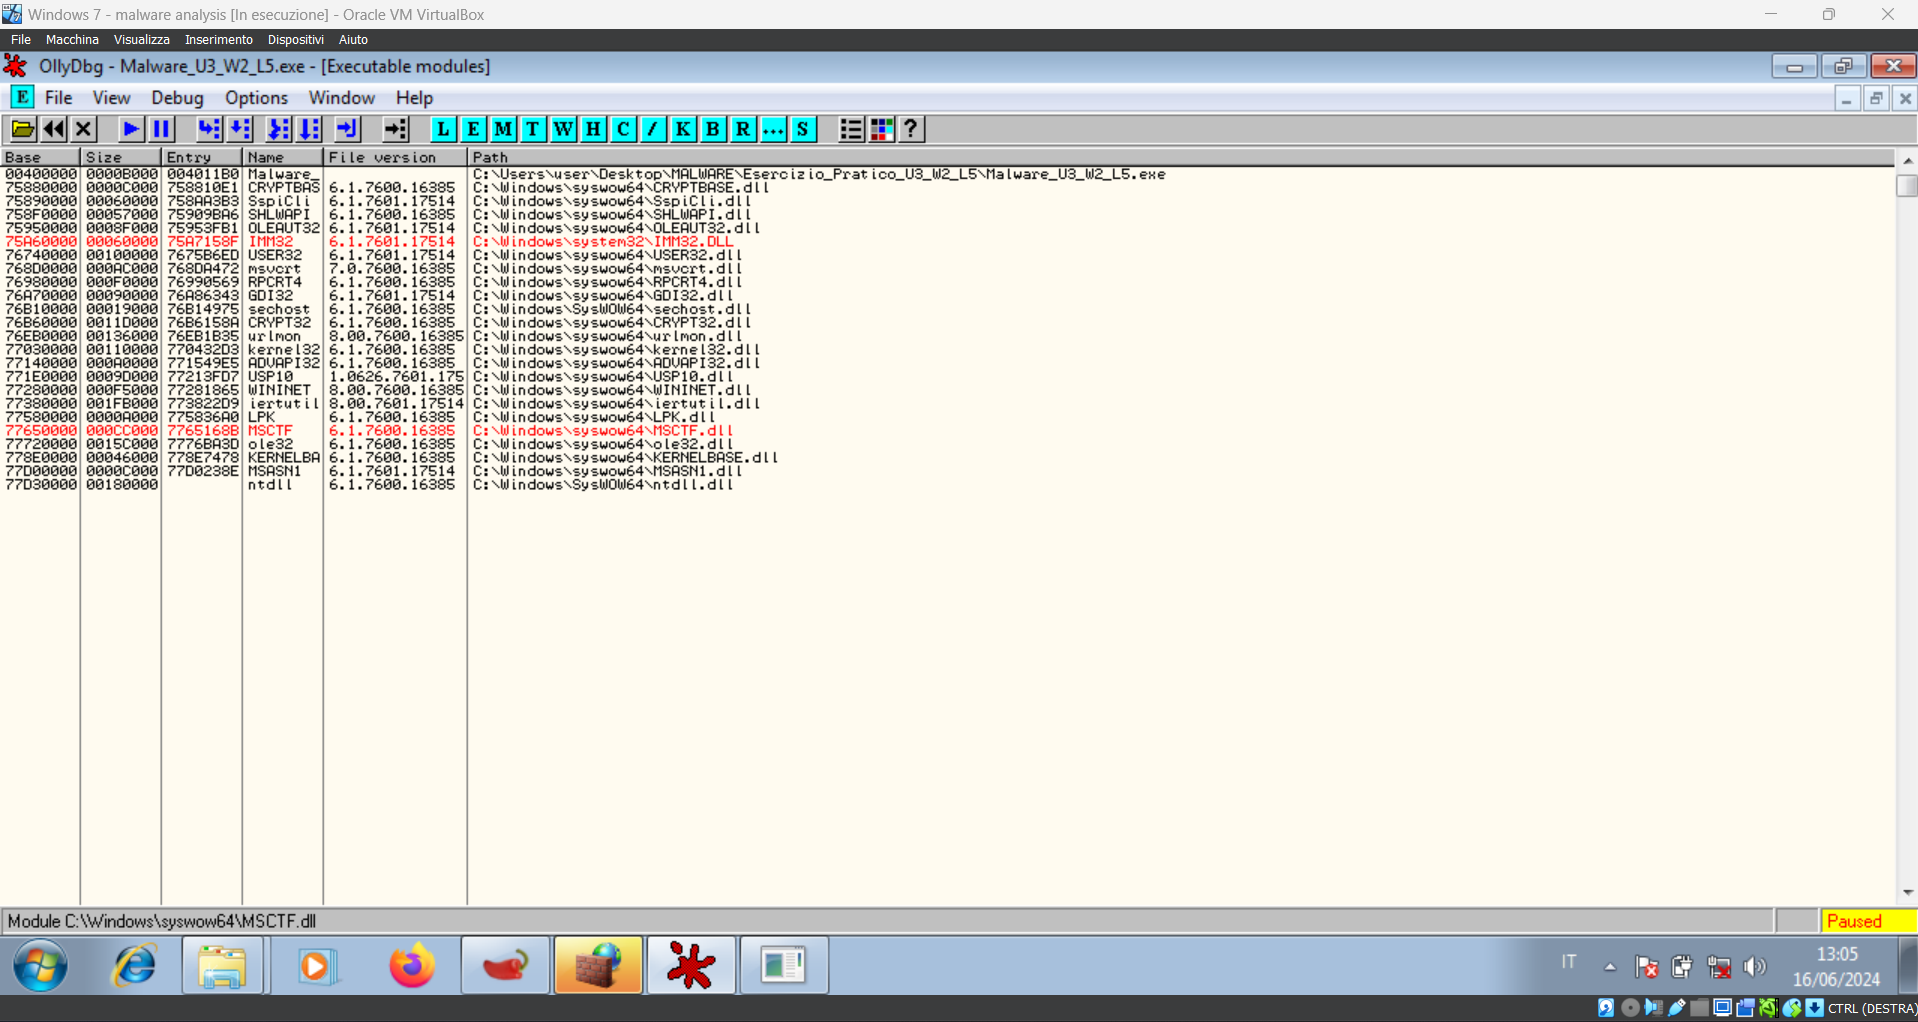 Windows 7 - malware analysis [In esecuzione] - Oracle VM VirtualBox
File Macchina Visualizza Inserimento Dispositivi Aiuto
OllyDbg - Malware_U3_W2_L5.exe - [Executable modules]
E File View Debug Options Window Help
L E M T W H C / K B R ... S ?
Base Size Entry Name File version Path
00400000 0000B000 004011B0 Malware_ C:\Users\user\Desktop\MALWARE\Esercizio_Pratico_U3_W2_L5\Malware_U3_W2_L5.exe
75880000 0000C000 758810E1 CRYPTBAS 6.1.7600.16385 C:\Windows\syswow64\CRYPTBASE.dll
75890000 00060000 758AA3B3 SspiCli 6.1.7601.17514 C:\Windows\syswow64\SspiCli.dll
758F0000 00057000 75909BA6 SHLWAPI 6.1.7600.16385 C:\Windows\syswow64\SHLWAPI.dll
75950000 0008F000 75953FB1 OLEAUT32 6.1.7601.17514 C:\Windows\syswow64\OLEAUT32.dll
75A60000 00060000 75A7158F IMM32 6.1.7601.17514 C:\Windows\system32\IMM32.DLL
76740000 00100000 7675B6ED USER32 6.1.7601.17514 C:\Windows\syswow64\USER32.dll
768D0000 000AC000 768DA472 msvcrt 7.0.7600.16385 C:\Windows\syswow64\msvcrt.dll
76980000 000F0000 76990569 RPCRT4 6.1.7600.16385 C:\Windows\syswow64\RPCRT4.dll
76A70000 00090000 76A86343 GDI32 6.1.7601.17514 C:\Windows\syswow64\GDI32.dll
76B10000 00019000 76B14975 sechost 6.1.7600.16385 C:\Windows\SysWOW64\sechost.dll
76B60000 0011D000 76B6158A CRYPT32 6.1.7600.16385 C:\Windows\syswow64\CRYPT32.dll
76EB0000 00136000 76EB1B35 urlmon 8.00.7600.16385 C:\Windows\syswow64\urlmon.dll
77030000 00110000 770432D3 kernel32 6.1.7600.16385 C:\Windows\syswow64\kernel32.dll
77140000 000A0000 771549E5 ADVAPI32 6.1.7600.16385 C:\Windows\syswow64\ADVAPI32.dll
771E0000 0009D000 77213FD7 USP10 1.0626.7601.175 C:\Windows\syswow64\USP10.dll
77280000 000F5000 77281865 WININET 8.00.7600.16385 C:\Windows\syswow64\WININET.dll
77380000 001FB000 773822D9 iertutil 8.00.7601.17514 C:\Windows\syswow64\iertutil.dll
77580000 0000A000 775836A0 LPK 6.1.7600.16385 C:\Windows\syswow64\LPK.dll
77650000 000CC000 7765168B MSCTF 6.1.7600.16385 C:\Windows\syswow64\MSCTF.dll
77720000 0015C000 7776BA3D ole32 6.1.7600.16385 C:\Windows\syswow64\ole32.dll
778E0000 00046000 778E7478 KERNELBA 6.1.7600.16385 C:\Windows\syswow64\KERNELBASE.dll
77D00000 0000C000 77D0238E MSASN1 6.1.7601.17514 C:\Windows\syswow64\MSASN1.dll
77D30000 00180000 ntdll 6.1.7600.16385 C:\Windows\SysWOW64\ntdll.dll
Module C:\Windows\syswow64\MSCTF.dll Paused
IT 13:05
16/06/2024
CTRL (DESTRA)